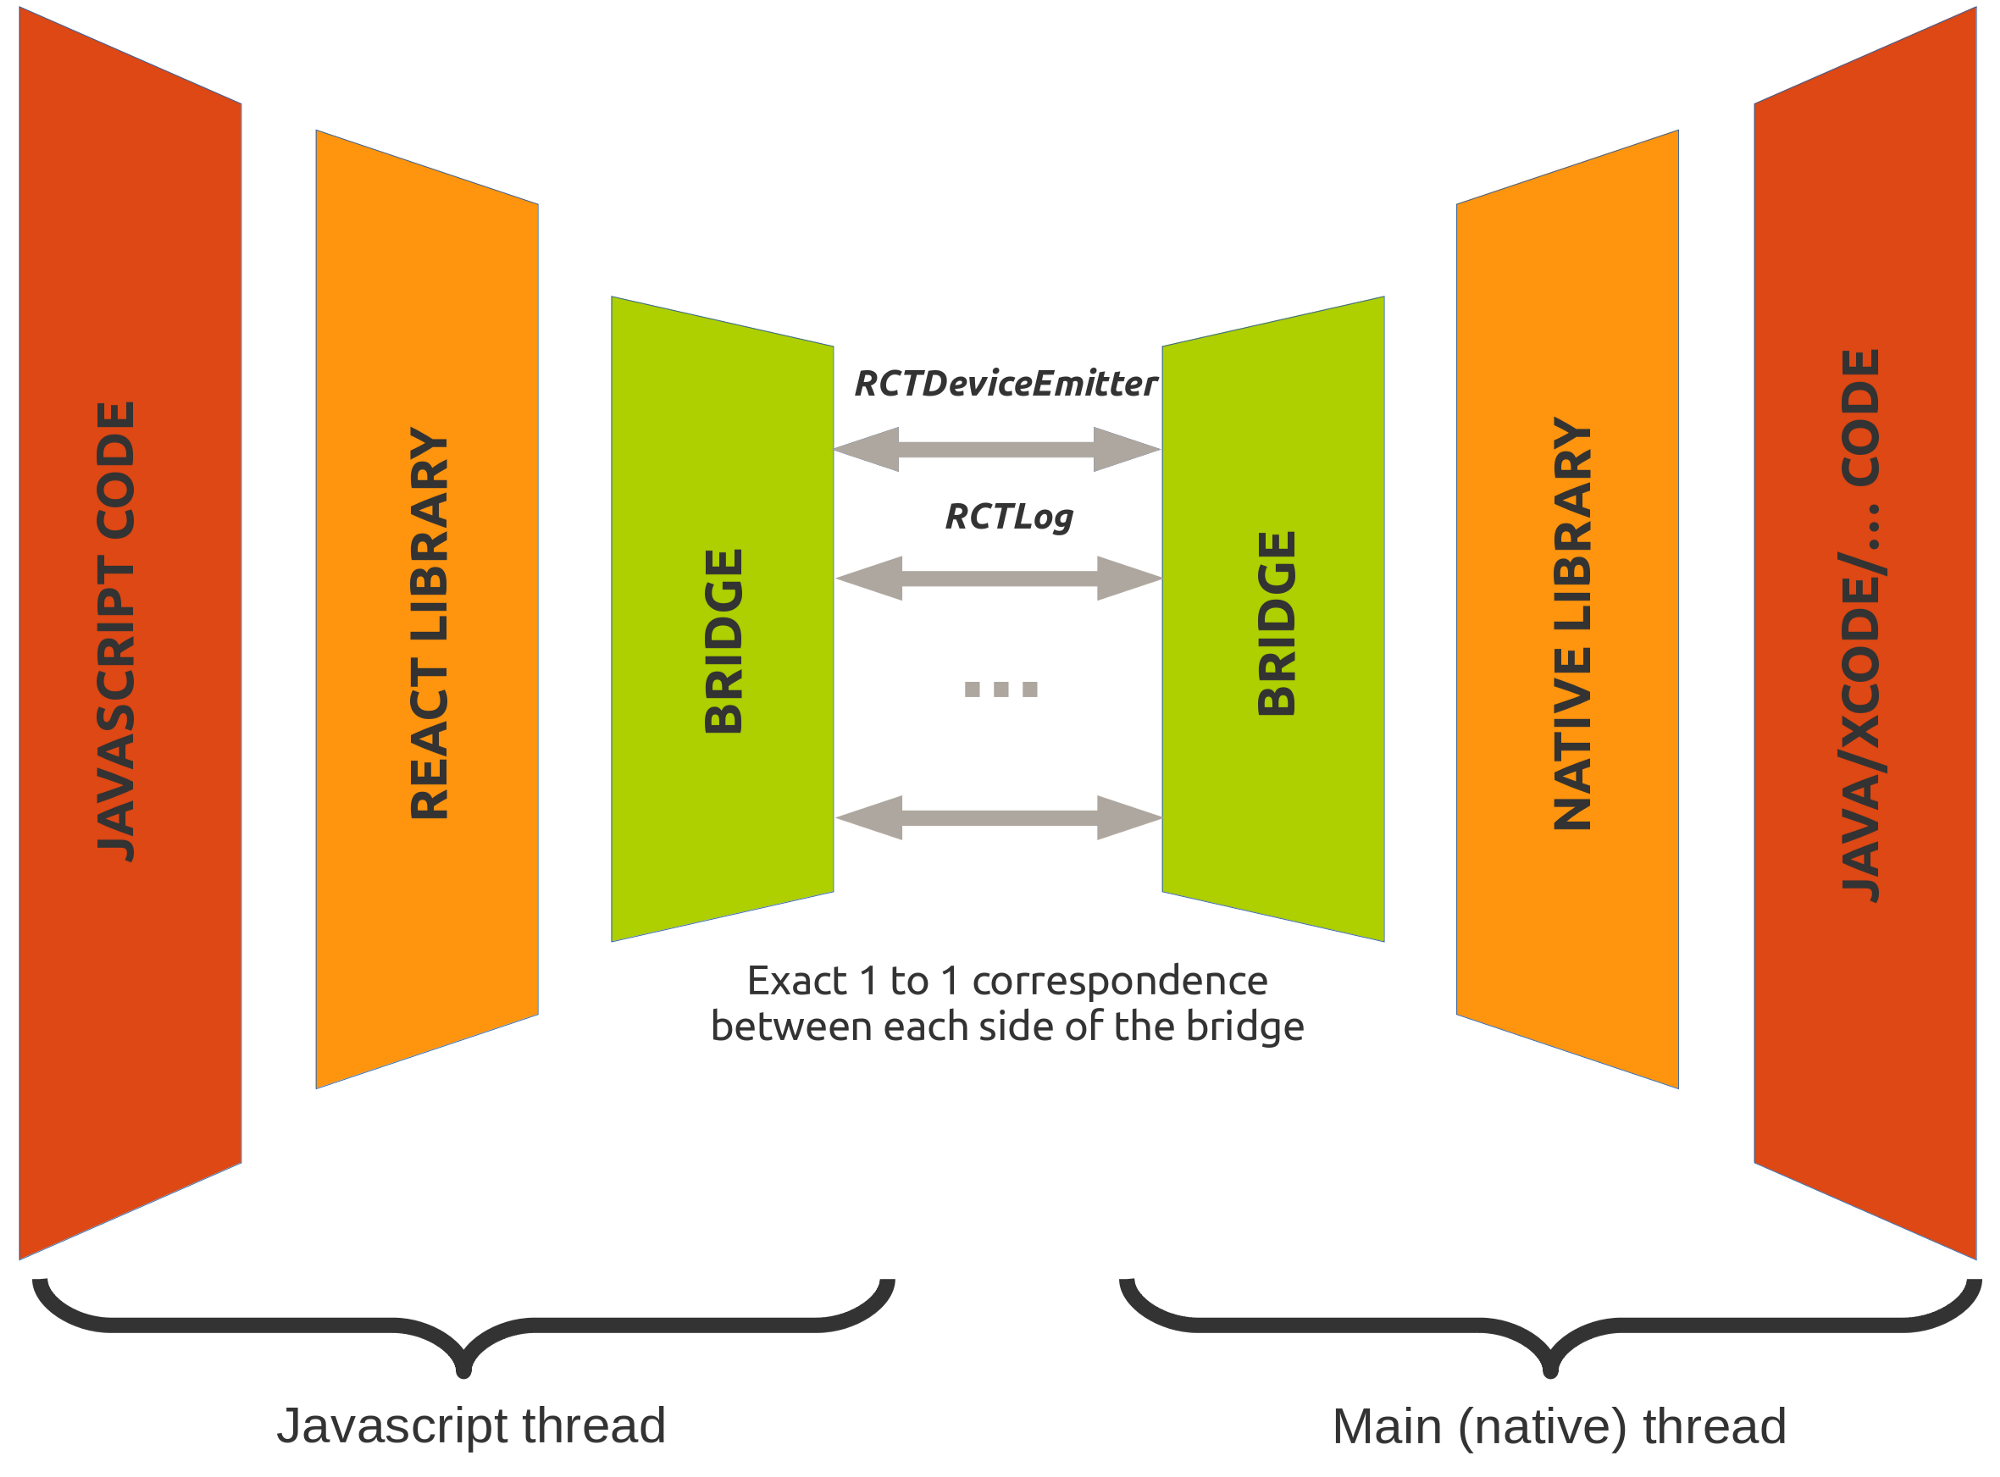 JAVASCRIPT CODE
REACT LIBRARY
BRIDGE
RCTDeviceEmitter
RCTLog
...
BRIDGE
NATIVE LIBRARY
JAVA/XCODE/... CODE
Exact 1 to 1 correspondence
between each side of the bridge
Javascript thread
Main (native) thread